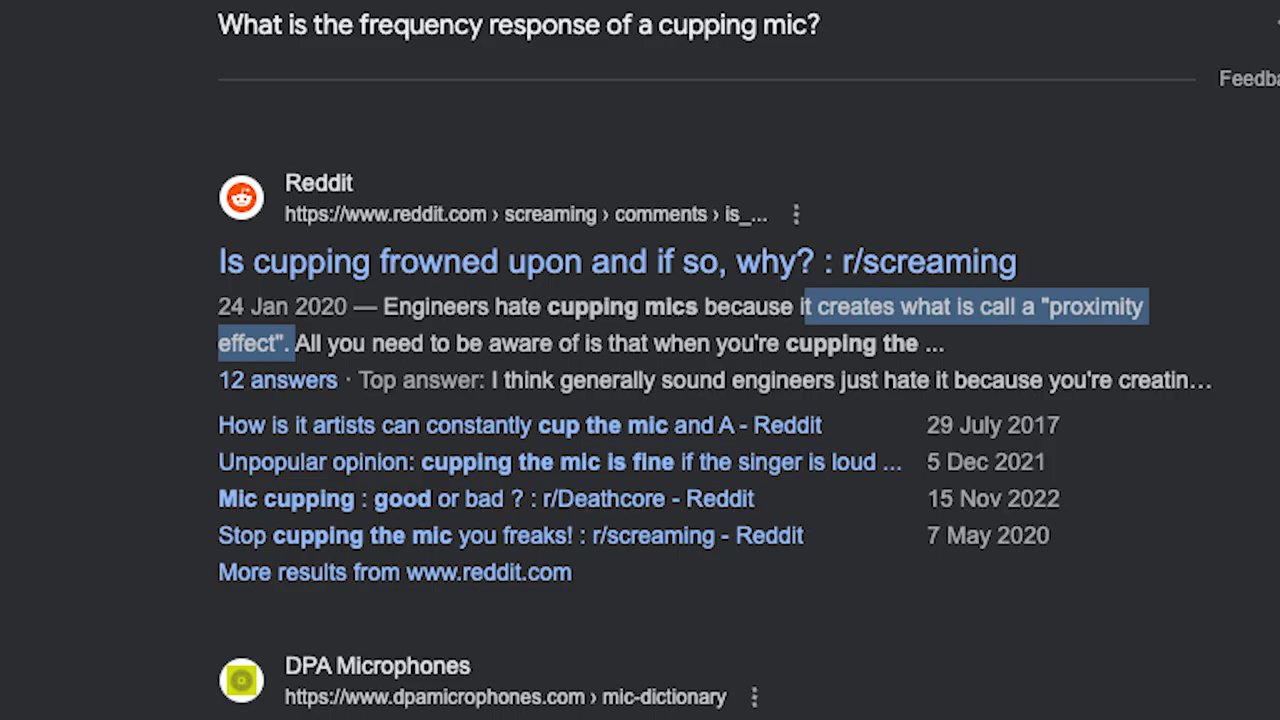 What is the frequency response of a cupping mic?
Feedba
Reddit
https://www.reddit.com › screaming › comments › is_...
Is cupping frowned upon and if so, why? : r/screaming
24 Jan 2020 — Engineers hate cupping mics because it creates what is call a "proximity
effect". All you need to be aware of is that when you're cupping the ...
12 answers · Top answer: I think generally sound engineers just hate it because you're creatin...
How is it artists can constantly cup the mic and A - Reddit 29 July 2017
Unpopular opinion: cupping the mic is fine if the singer is loud ... 5 Dec 2021
Mic cupping : good or bad ? : r/Deathcore - Reddit 15 Nov 2022
Stop cupping the mic you freaks! : r/screaming - Reddit 7 May 2020
More results from www.reddit.com
DPA Microphones
https://www.dpamicrophones.com › mic-dictionary